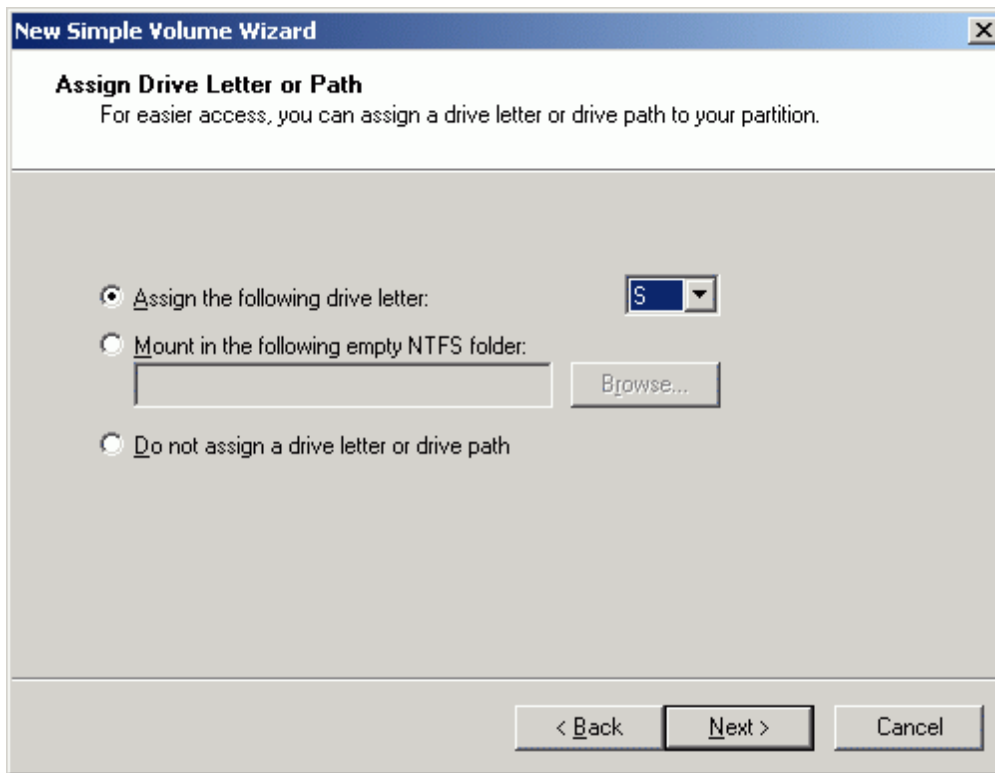 New Simple Volume Wizard
Assign Drive Letter or Path
For easier access, you can assign a drive letter or drive path to your partition.
Assign the following drive letter: S
Mount in the following empty NTFS folder:
Browse...
Do not assign a drive letter or drive path
< Back Next > Cancel